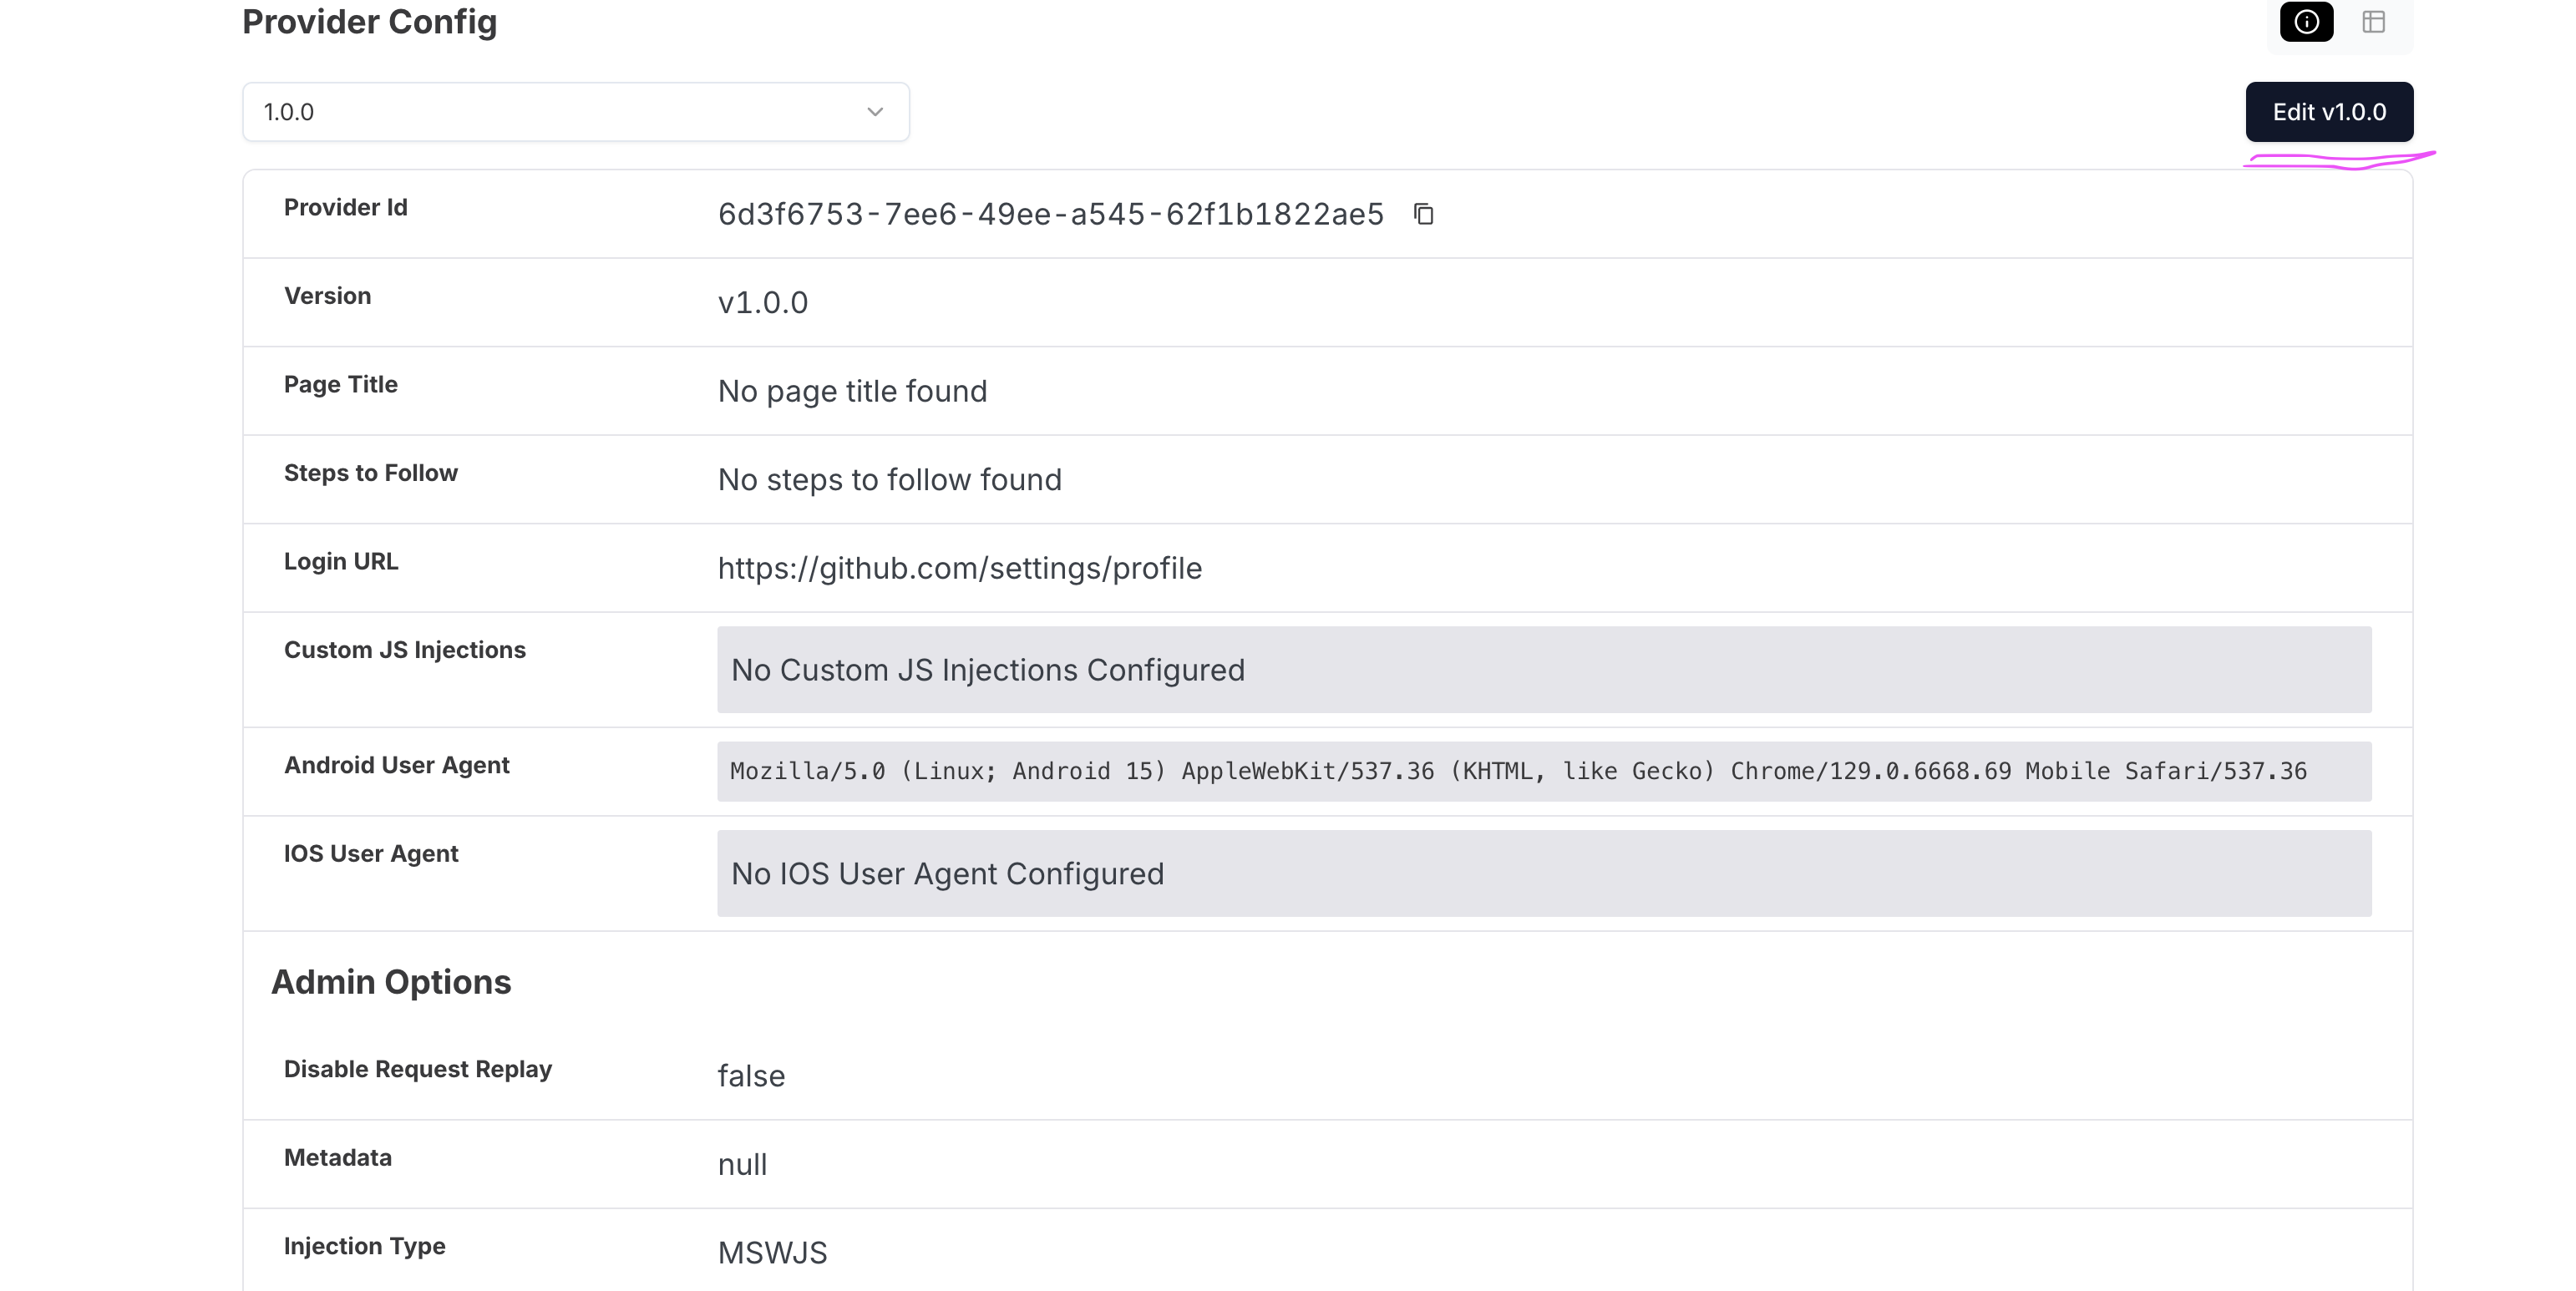 Provider Config
1.0.0
Edit v1.0.0
Provider Id
6d3f6753-7ee6-49ee-a545-62f1b1822ae5
Version
v1.0.0
Page Title
No page title found
Steps to Follow
No steps to follow found
Login URL
https://github.com/settings/profile
Custom JS Injections
No Custom JS Injections Configured
Android User Agent
Mozilla/5.0 (Linux; Android 15) AppleWebKit/537.36 (KHTML, like Gecko) Chrome/129.0.6668.69 Mobile Safari/537.36
IOS User Agent
No IOS User Agent Configured
Admin Options
Disable Request Replay
false
Metadata
null
Injection Type
MSWJS